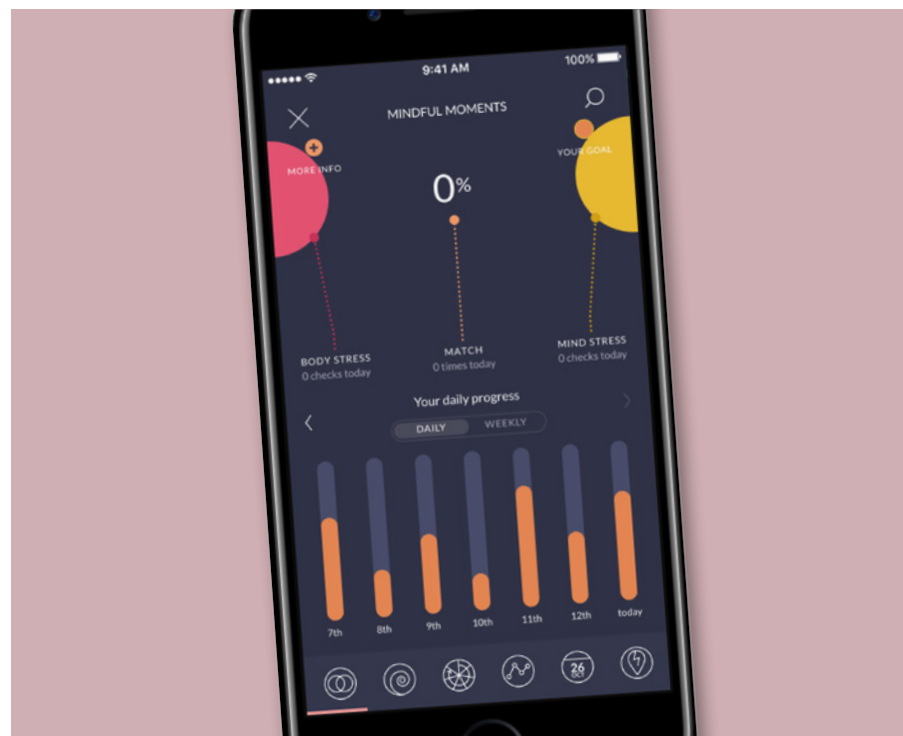 9:41 AM
100%
MINDFUL MOMENTS
MORE INFO
YOUR GOAL
0%
BODY STRESS
0 checks today
MATCH
0 times today
MIND STRESS
0 checks today
Your daily progress
DAILY
WEEKLY
7th
8th
9th
10th
11th
12th
today
26
OCT